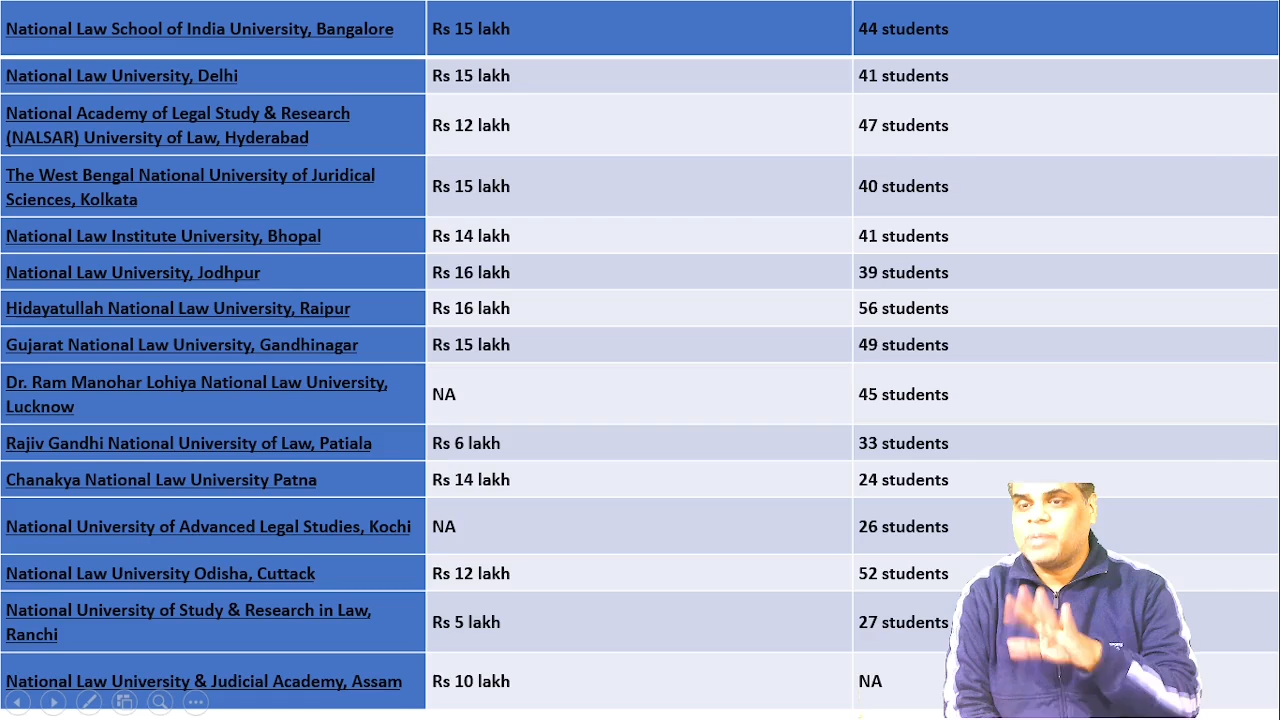 National Law School of India University, Bangalore Rs 15 lakh 44 students
National Law University, Delhi Rs 15 lakh 41 students
National Academy of Legal Study & Research
(NALSAR) University of Law, Hyderabad Rs 12 lakh 47 students
The West Bengal National University of Juridical
Sciences, Kolkata Rs 15 lakh 40 students
National Law Institute University, Bhopal Rs 14 lakh 41 students
National Law University, Jodhpur Rs 16 lakh 39 students
Hidayatullah National Law University, Raipur Rs 16 lakh 56 students
Gujarat National Law University, Gandhinagar Rs 15 lakh 49 students
Dr. Ram Manohar Lohiya National Law University,
Lucknow NA 45 students
Rajiv Gandhi National University of Law, Patiala Rs 6 lakh 33 students
Chanakya National Law University Patna Rs 14 lakh 24 students
National University of Advanced Legal Studies, Kochi NA 26 students
National Law University Odisha, Cuttack Rs 12 lakh 52 students
National University of Study & Research in Law,
Ranchi Rs 5 lakh 27 students
National Law University & Judicial Academy, Assam Rs 10 lakh NA